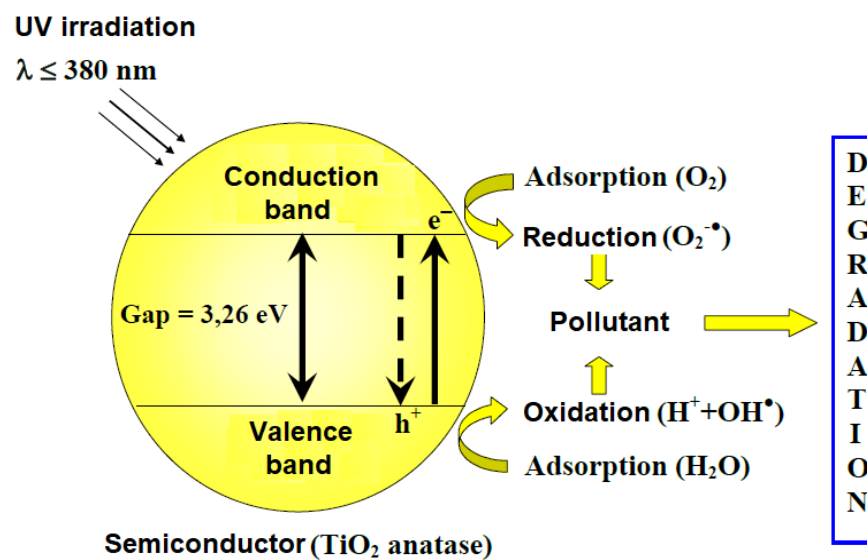 UV irradiation
λ ≤ 380 nm
Conduction
band
e⁻
Adsorption (O₂)
Reduction (O₂⁻•)
Gap = 3,26 eV
Pollutant
h⁺
Valence
band
Oxidation (H⁺+OH•)
Adsorption (H₂O)
Semiconductor (TiO₂ anatase)
D
E
G
R
A
D
A
T
I
O
N